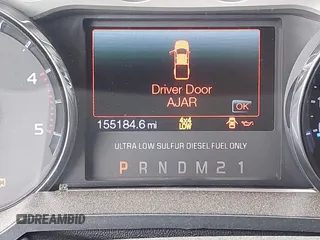 Driver Door
AJAR
OK
155184.6 mi
4x4
LOW
ULTRA LOW SULFUR DIESEL FUEL ONLY
P R N D M 2 1
4
5
DREAMBID